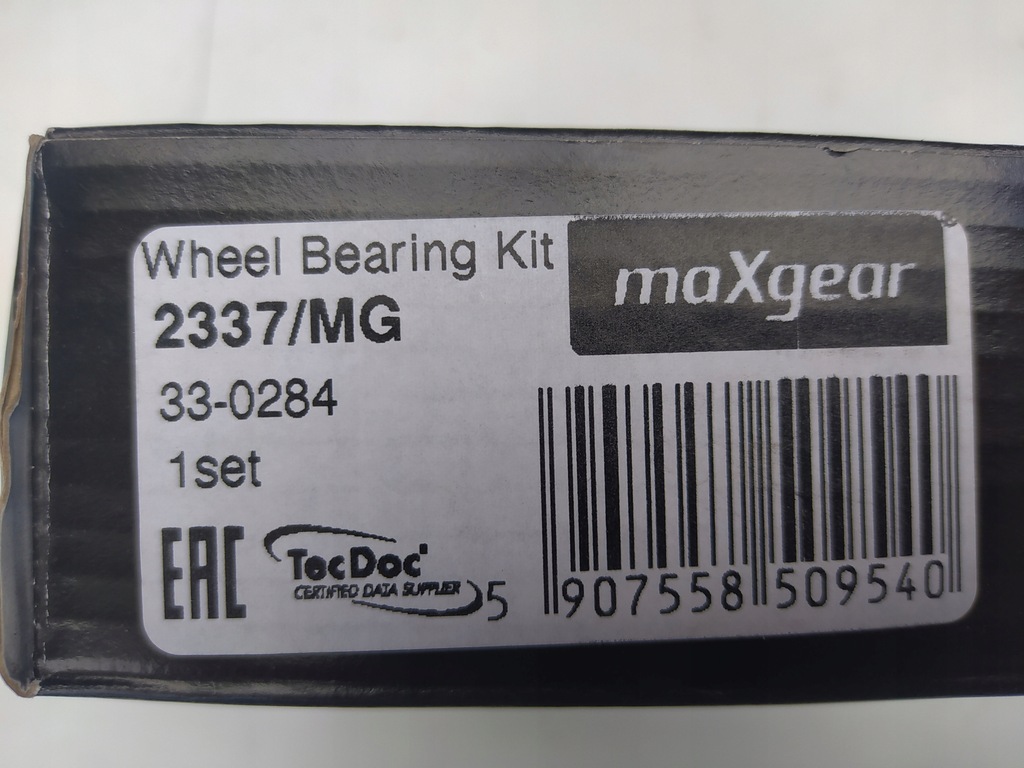 Wheel Bearing Kit
maXgear
2337/MG
33-0284
1set
EAC
TecDoc
CERTIFIED DATA SUPPLIER
5 907558 509540